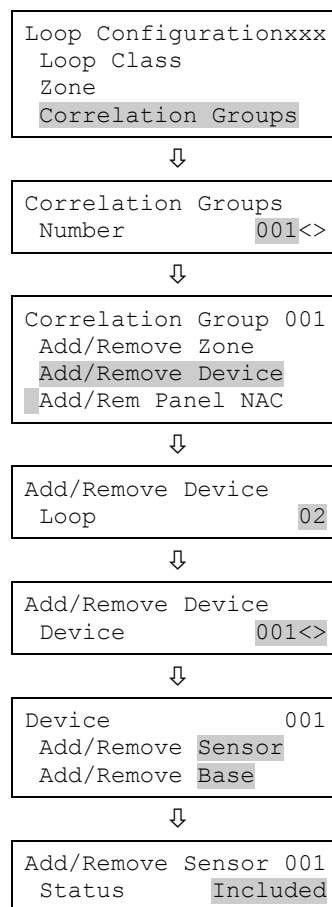 Loop Configurationxxx
Loop Class
Zone
Correlation Groups
⇩
Correlation Groups
Number 001<>
⇩
Correlation Group 001
Add/Remove Zone
Add/Remove Device
Add/Rem Panel NAC
⇩
Add/Remove Device
Loop 02
⇩
Add/Remove Device
Device 001<>
⇩
Device 001
Add/Remove Sensor
Add/Remove Base
⇩
Add/Remove Sensor 001
Status Included